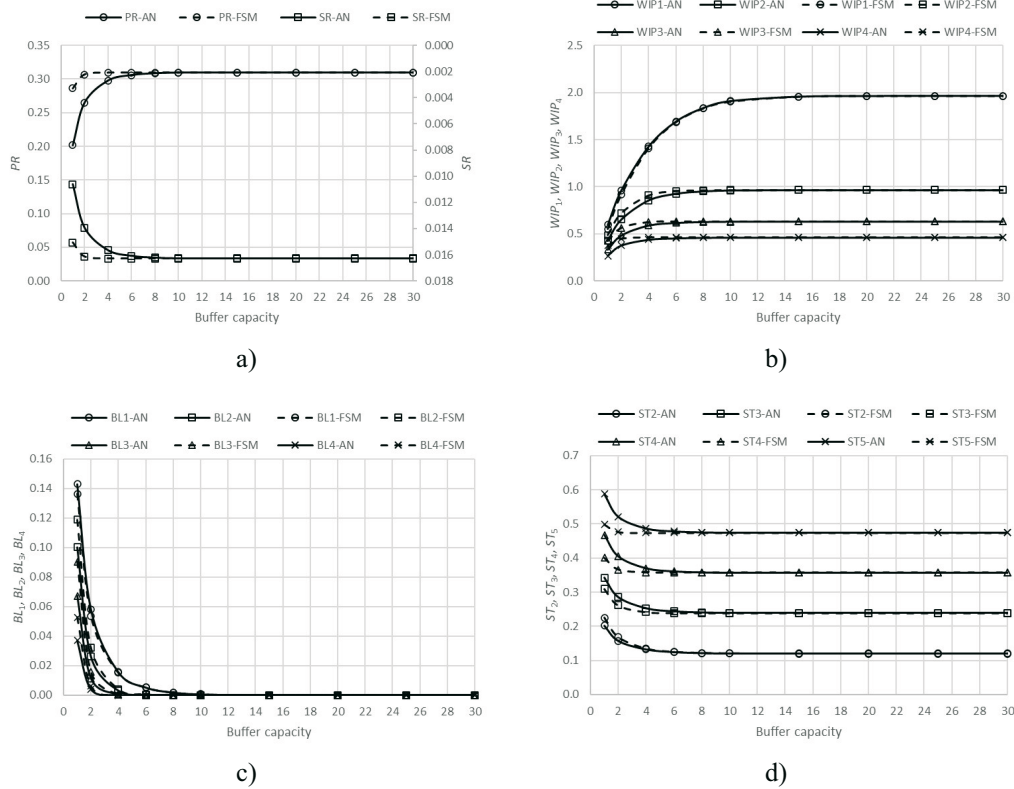 PR-AN PR-FSM SR-AN SR-FSM
0.35 0.30 0.25 0.20 0.15 0.10 0.05 0.00
PR
0.000 0.002 0.004 0.006 0.008 0.010 0.012 0.014 0.016 0.018
SR
0 2 4 6 8 10 12 14 16 18 20 22 24 26 28 30
Buffer capacity
a)
WIP1-AN WIP2-AN WIP1-FSM WIP2-FSM
WIP3-AN WIP3-FSM WIP4-AN WIP4-FSM
2.5 2.0 1.5 1.0 0.5 0.0
WIP1, WIP2, WIP3, WIP4
0 2 4 6 8 10 12 14 16 18 20 22 24 26 28 30
Buffer capacity
b)
BL1-AN BL2-AN BL1-FSM BL2-FSM
BL3-AN BL3-FSM BL4-AN BL4-FSM
0.16 0.14 0.12 0.10 0.08 0.06 0.04 0.02 0.00
BL1, BL2, BL3, BL4
0 2 4 6 8 10 12 14 16 18 20 22 24 26 28 30
Buffer capacity
c)
ST2-AN ST3-AN ST2-FSM ST3-FSM
ST4-AN ST4-FSM ST5-AN ST5-FSM
0.7 0.6 0.5 0.4 0.3 0.2 0.1 0.0
ST2, ST3, ST4, ST5
0 2 4 6 8 10 12 14 16 18 20 22 24 26 28 30
Buffer capacity
d)